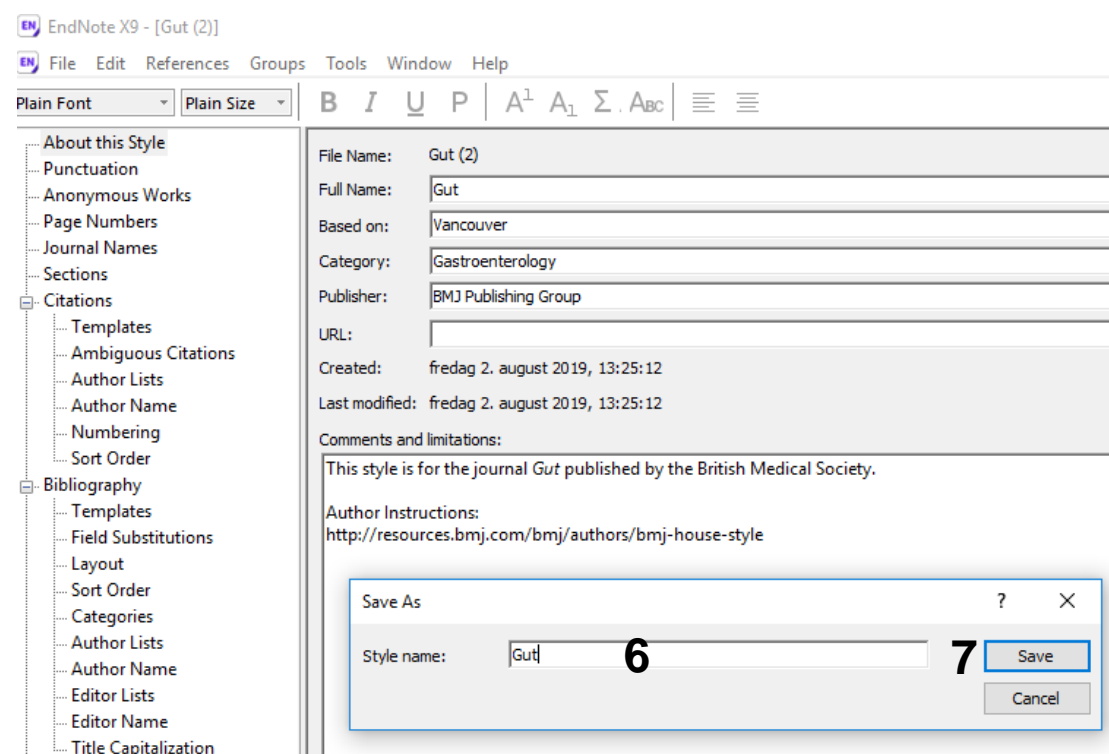 EN EndNote X9 - [Gut (2)]
EN File Edit References Groups Tools Window Help
Plain Font Plain Size B I U P A1 A1 Σ ABC
About this Style
Punctuation
Anonymous Works
Page Numbers
Journal Names
Sections
Citations
Templates
Ambiguous Citations
Author Lists
Author Name
Numbering
Sort Order
Bibliography
Templates
Field Substitutions
Layout
Sort Order
Categories
Author Lists
Author Name
Editor Lists
Editor Name
Title Capitalization
File Name: Gut (2)
Full Name: Gut
Based on: Vancouver
Category: Gastroenterology
Publisher: BMJ Publishing Group
URL:
Created: fredag 2. august 2019, 13:25:12
Last modified: fredag 2. august 2019, 13:25:12
Comments and limitations:
This style is for the journal Gut published by the British Medical Society.
Author Instructions:
http://resources.bmj.com/bmj/authors/bmj-house-style
Save As ?
Style name: Gut 6 7 Save
Cancel